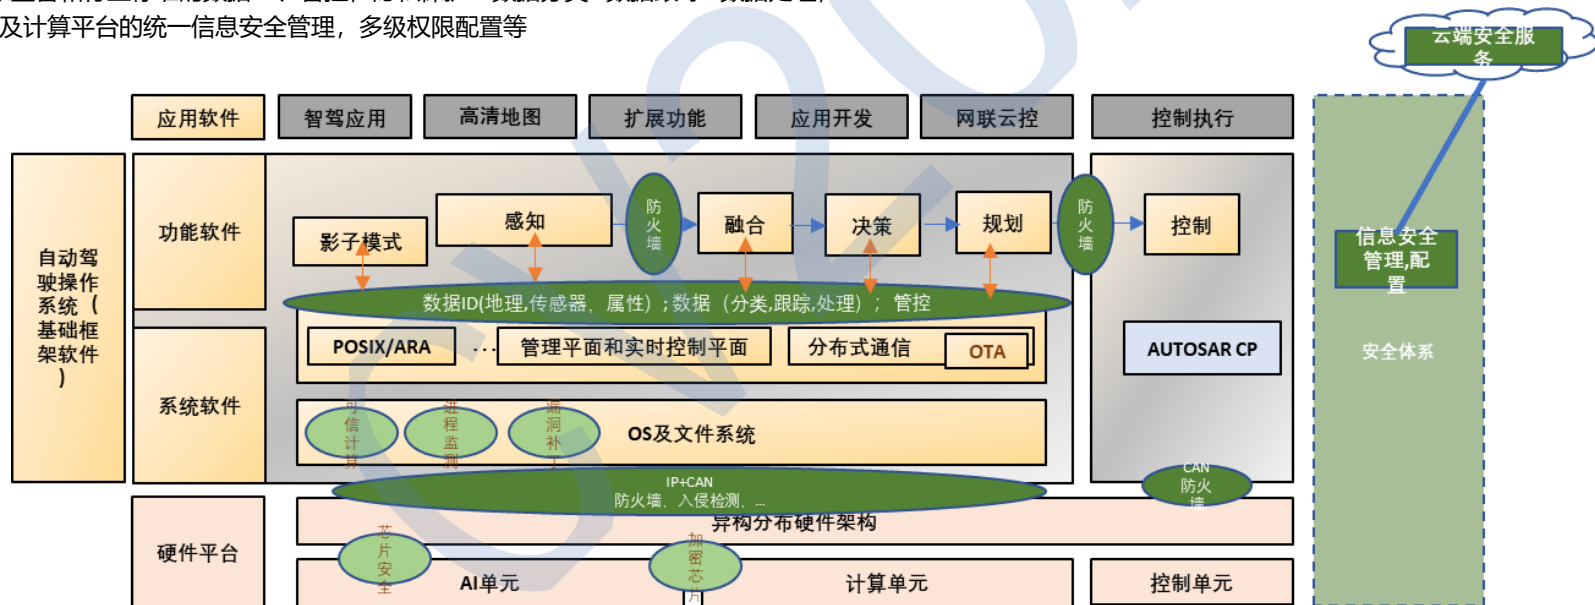 及计算平台的统一信息安全管理，多级权限配置等
云端安全服
务
应用软件
智驾应用
高清地图
扩展功能
应用开发
网联云控
控制执行
自动驾
驶操作
系统（
基础框
架软件
）
功能软件
影子模式
感知
防
火
墙
融合
决策
规划
防
火
墙
控制
信息安全
管理,配
置
数据ID(地理,传感器，属性）; 数据（分类,跟踪,处理）；管控
系统软件
POSIX/ARA
...
管理平面和实时控制平面
分布式通信
OTA
AUTOSAR CP
安全体系
可
信
计
算
进
程
监
测
漏
洞
补
丁
OS及文件系统
IP+CAN
防火墙、入侵检测、...
CAN
防火
墙
硬件平台
异构分布硬件架构
芯
片
安
全
加
密
芯
片
AI单元
计算单元
控制单元